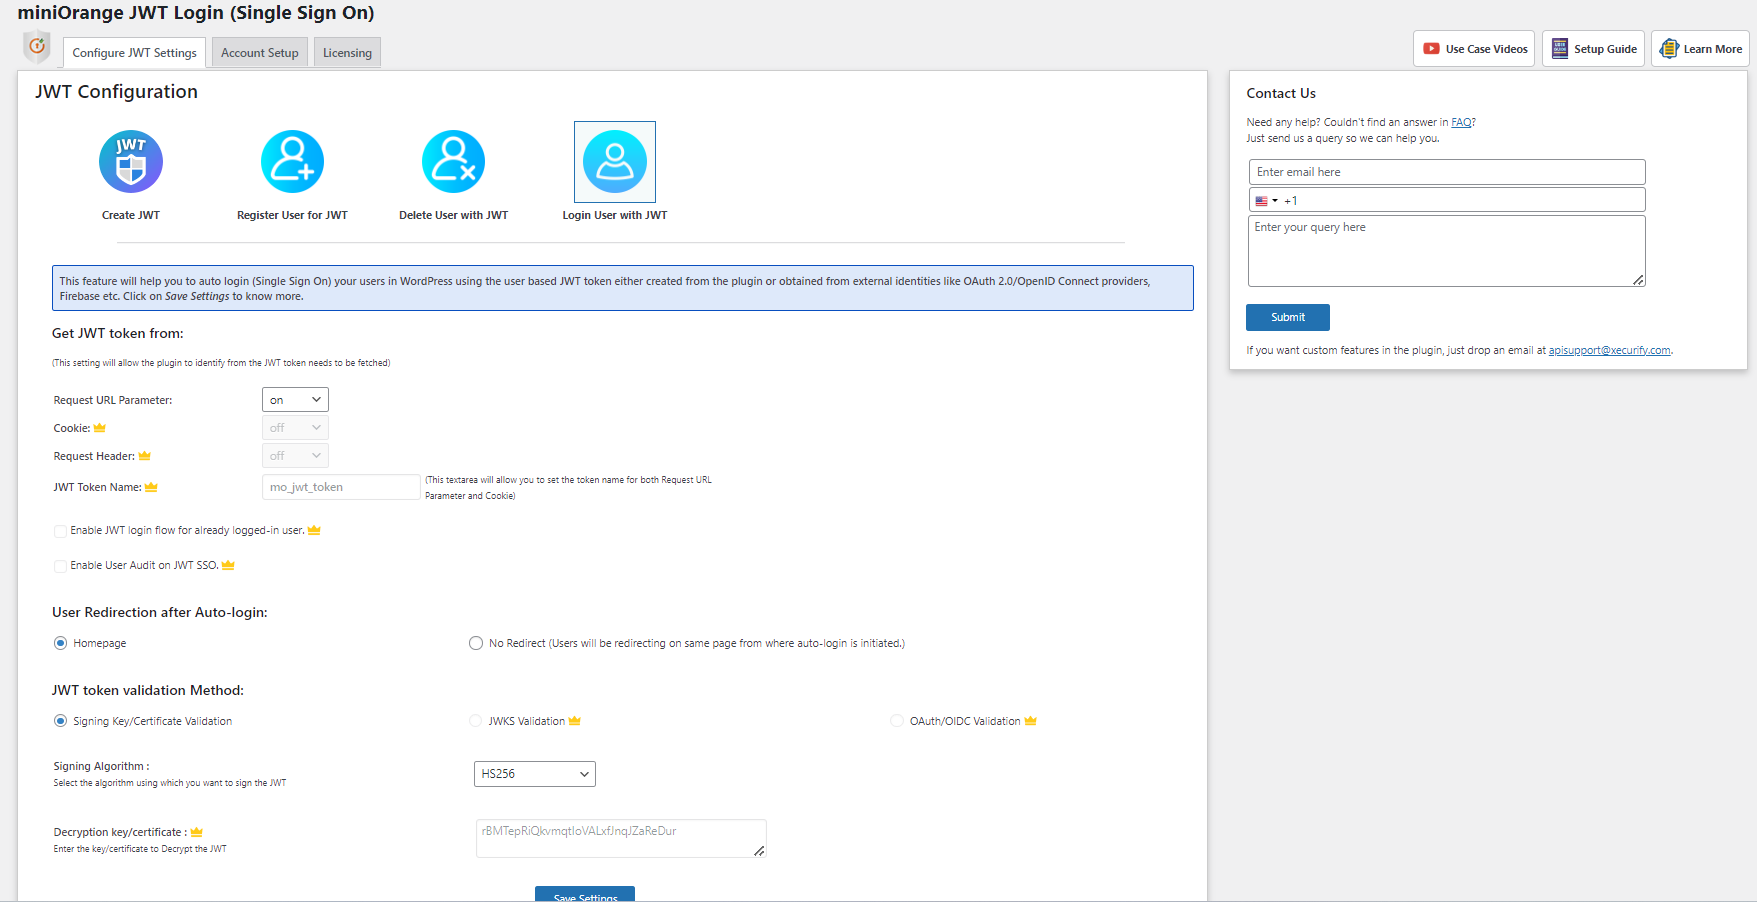 miniOrange JWT Login (Single Sign On)
Configure JWT Settings
Account Setup
Licensing
Use Case Videos
Setup Guide
Learn More
JWT Configuration
JWT
Create JWT
Register User for JWT
Delete User with JWT
Login User with JWT
This feature will help you to auto login (Single Sign On) your users in WordPress using the user based JWT token either created from the plugin or obtained from external identities like OAuth 2.0/OpenID Connect providers,
Firebase etc. Click on Save Settings to know more.
Get JWT token from:
(This setting will allow the plugin to identify from the JWT token needs to be fetched)
Request URL Parameter:
on
Cookie:
off
Request Header:
off
JWT Token Name:
mo_jwt_token
(This textarea will allow you to set the token name for both Request URL
Parameter and Cookie)
Enable JWT login flow for already logged-in user.
Enable User Audit on JWT SSO.
User Redirection after Auto-login:
Homepage
No Redirect (Users will be redirecting on same page from where auto-login is initiated.)
JWT token validation Method:
Signing Key/Certificate Validation
JWKS Validation
OAuth/OIDC Validation
Signing Algorithm :
Select the algorithm using which you want to sign the JWT
HS256
Decryption key/certificate :
Enter the key/certificate to Decrypt the JWT
Save Settings
Contact Us
Need any help? Couldn't find an answer in FAQ?
Just send us a query so we can help you.
Enter email here
+1
Enter your query here
Submit
If you want custom features in the plugin, just drop an email at apisupport@xecurify.com.